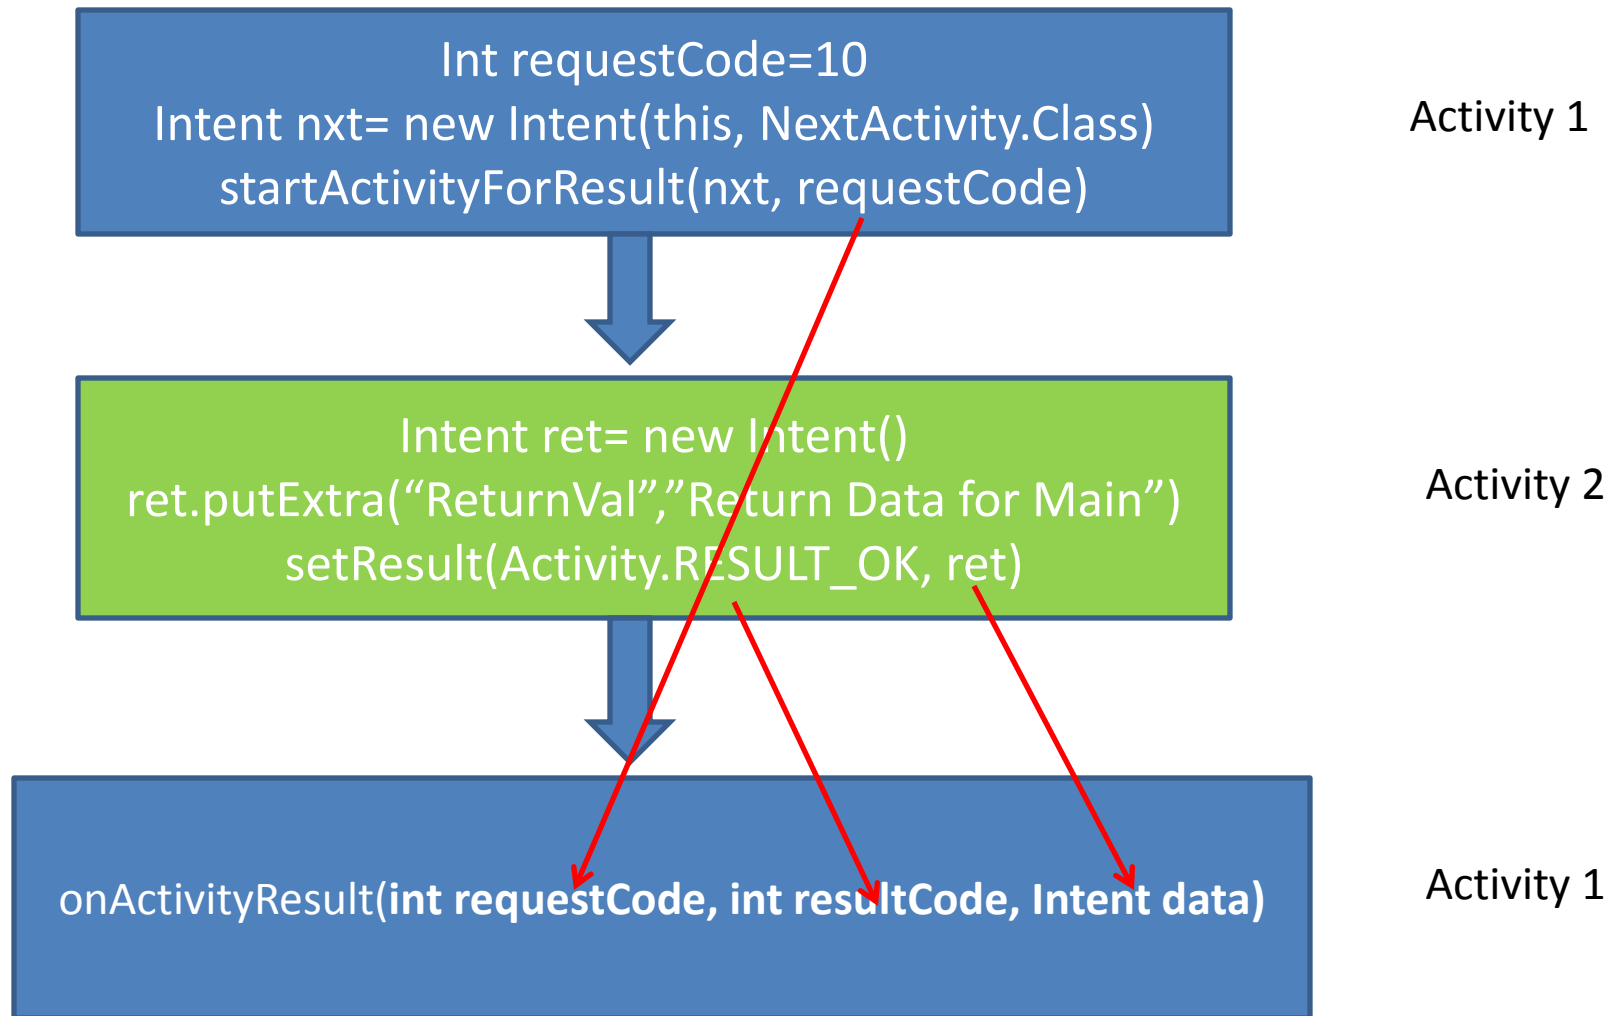 Int requestCode=10
Intent nxt= new Intent(this, NextActivity.Class)
startActivityForResult(nxt, requestCode)
Activity 1
Intent ret= new Intent()
ret.putExtra(“ReturnVal”,”Return Data for Main”)
setResult(Activity.RESULT_OK, ret)
Activity 2
onActivityResult(int requestCode, int resultCode, Intent data)
Activity 1